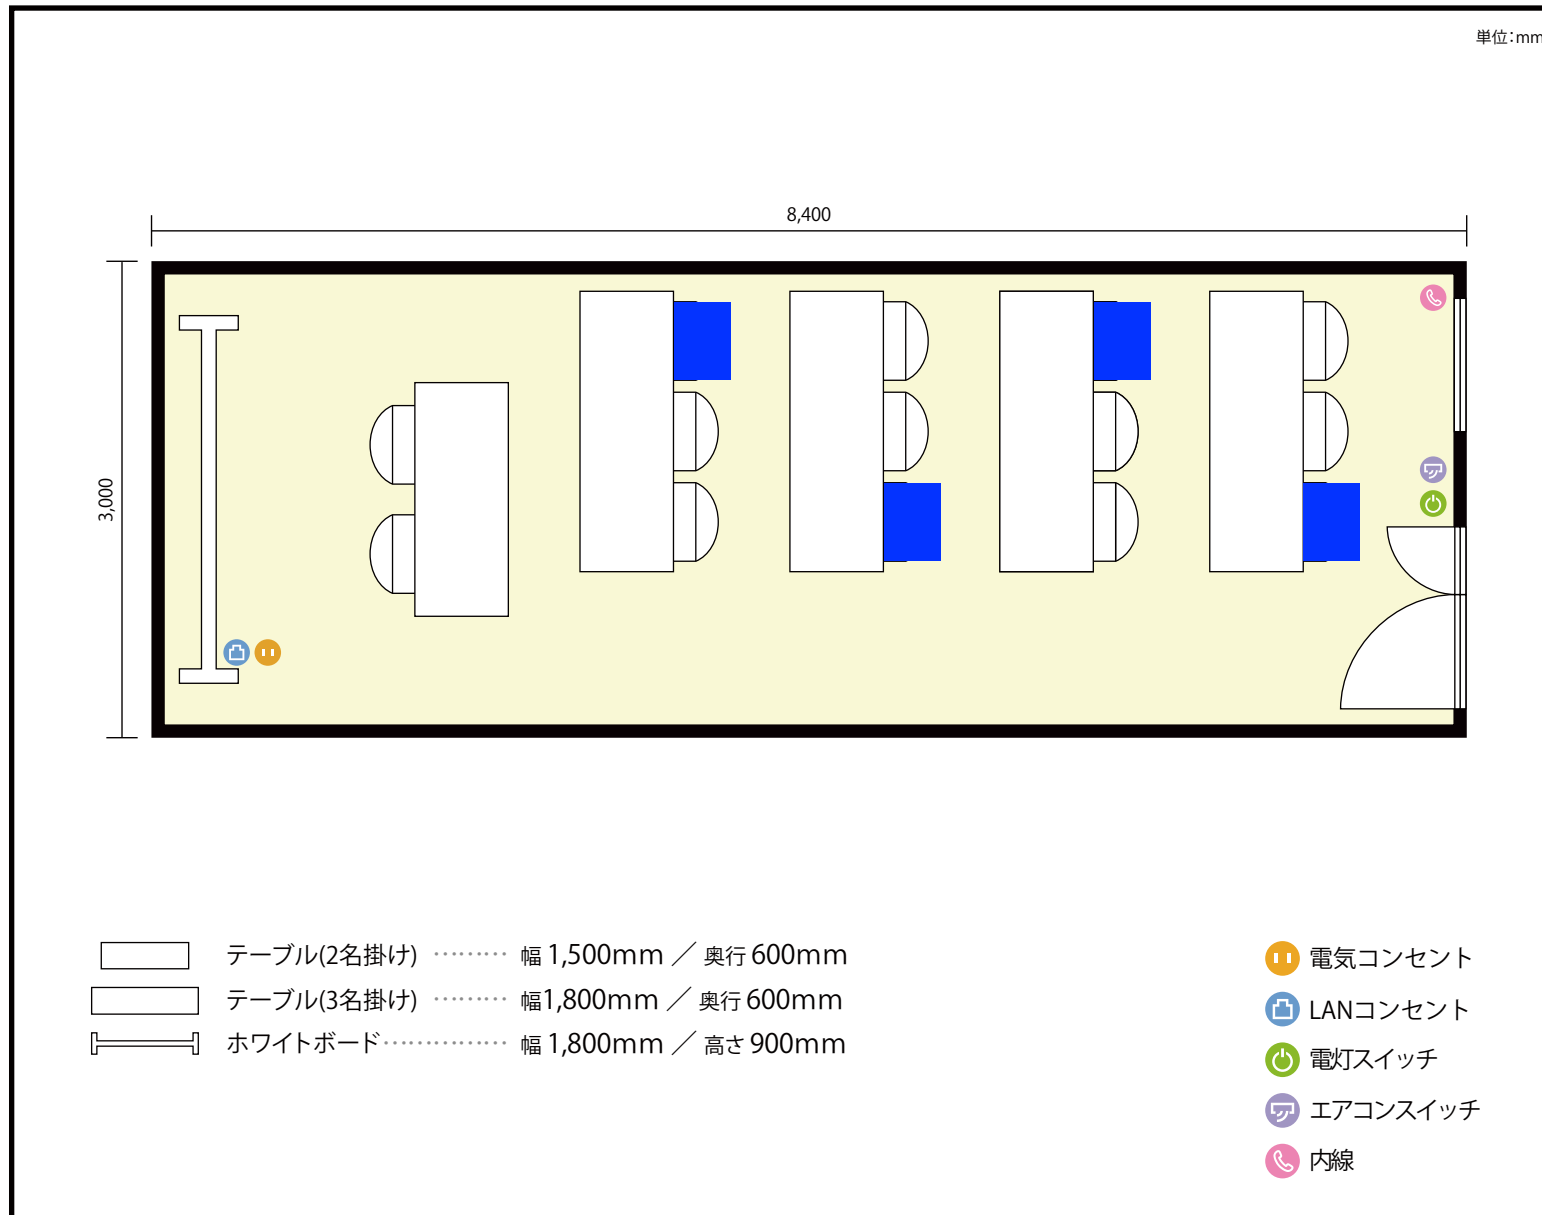 単位：mm
8,400
3,000
テーブル(2名掛け) ……… 幅 1,500mm ／ 奥行 600mm
テーブル(3名掛け) ……… 幅1,800mm ／ 奥行 600mm
ホワイトボード…………… 幅 1,800mm ／ 高さ 900mm
電気コンセント
LANコンセント
電灯スイッチ
エアコンスイッチ
内線